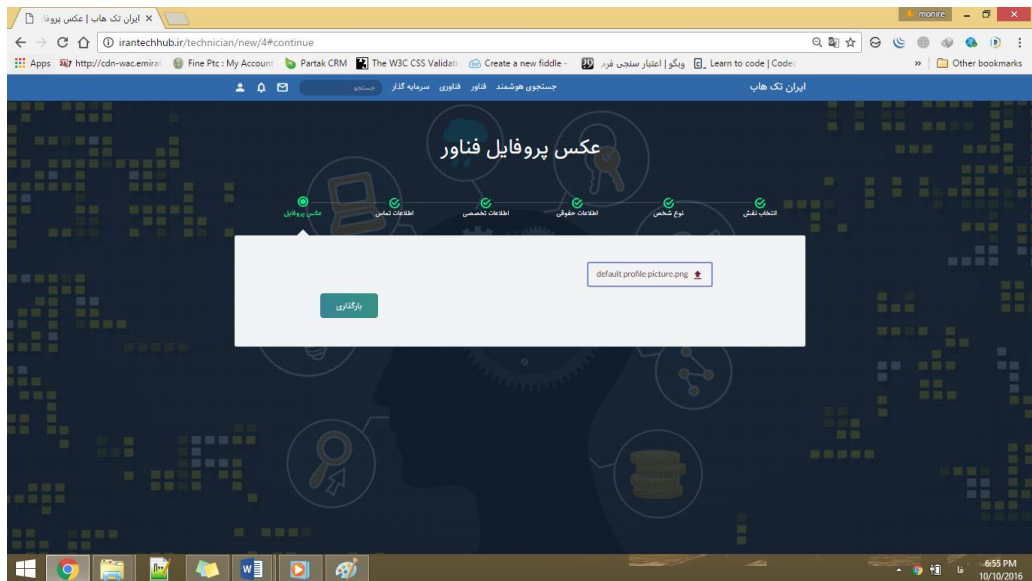 ایران تک هاب | عکس پروفا
monire
irantechhub.ir/technician/new/4#continue
Apps
http://cdn-wac.emirat
Fine Ptc : My Account
Partak CRM
The W3C CSS Validati
Create a new fiddle -
ویگو | اعتبار سنجی فرد
Learn to code | Codec
Other bookmarks
ایران تک هاب
جستجوی هوشمند فناور فناوری سرمایه گذار
جستجو
عکس پروفایل فناور
انتخاب نقش
نوع شخص
اطلاعات حقوقی
اطلاعات تخصصی
اطلاعات تماس
عکس پروفایل
default profile picture.png
بارگذاری
فا
6:55 PM
10/10/2016